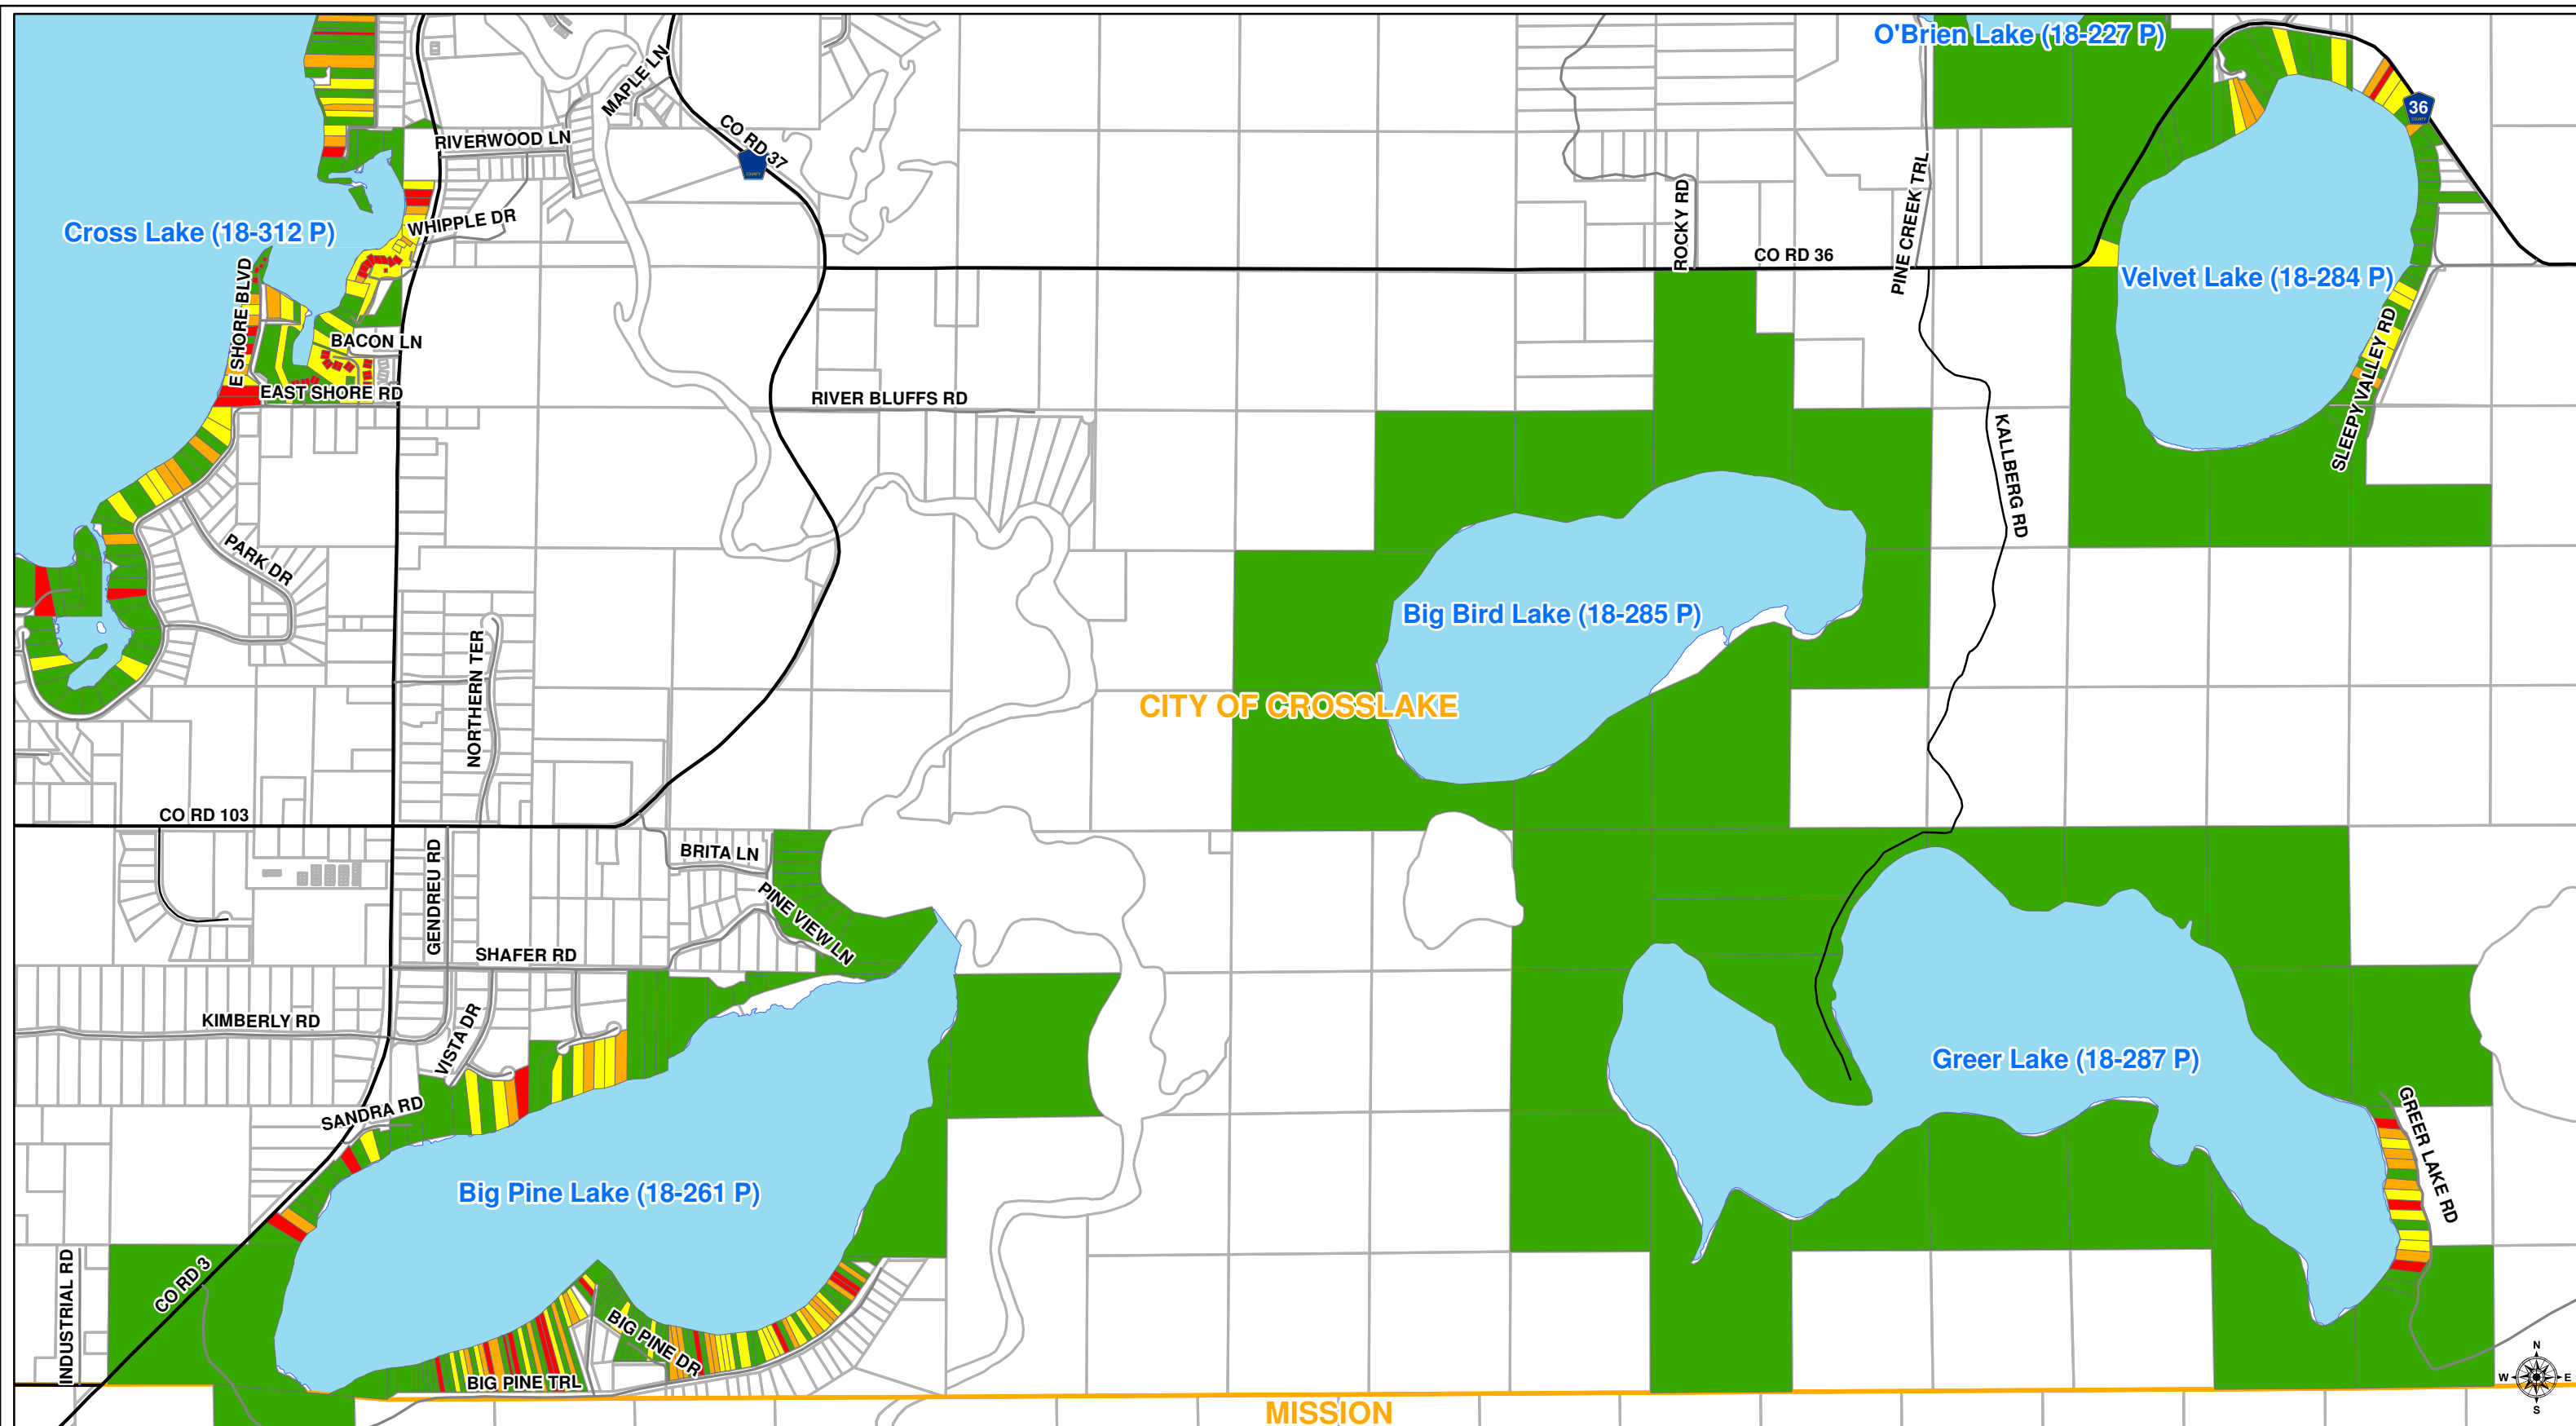 O'Brien Lake (18-227 P)
MAPLE LN
36
COUNTY
RIVERWOOD LN
CO RD 37
COUNTY
Cross Lake (18-312 P)
WHIPPLE DR
ROCKY RD
PINE CREEK TRL
CO RD 36
Velvet Lake (18-284 P)
E SHORE BLVD
BACON LN
EAST SHORE RD
RIVER BLUFFS RD
SLEEPY VALLEY RD
KALLBERG RD
PARK DR
Big Bird Lake (18-285 P)
NORTHERN TER
CITY OF CROSSLAKE
CO RD 103
BRITA LN
GENDREU RD
PINE VIEW LN
SHAFER RD
KIMBERLY RD
VISTA DR
Greer Lake (18-287 P)
SANDRA RD
GREER LAKE RD
Big Pine Lake (18-261 P)
INDUSTRIAL RD
CO RD 3
BIG PINE DR
BIG PINE TRL
N
W E
S
MISSION